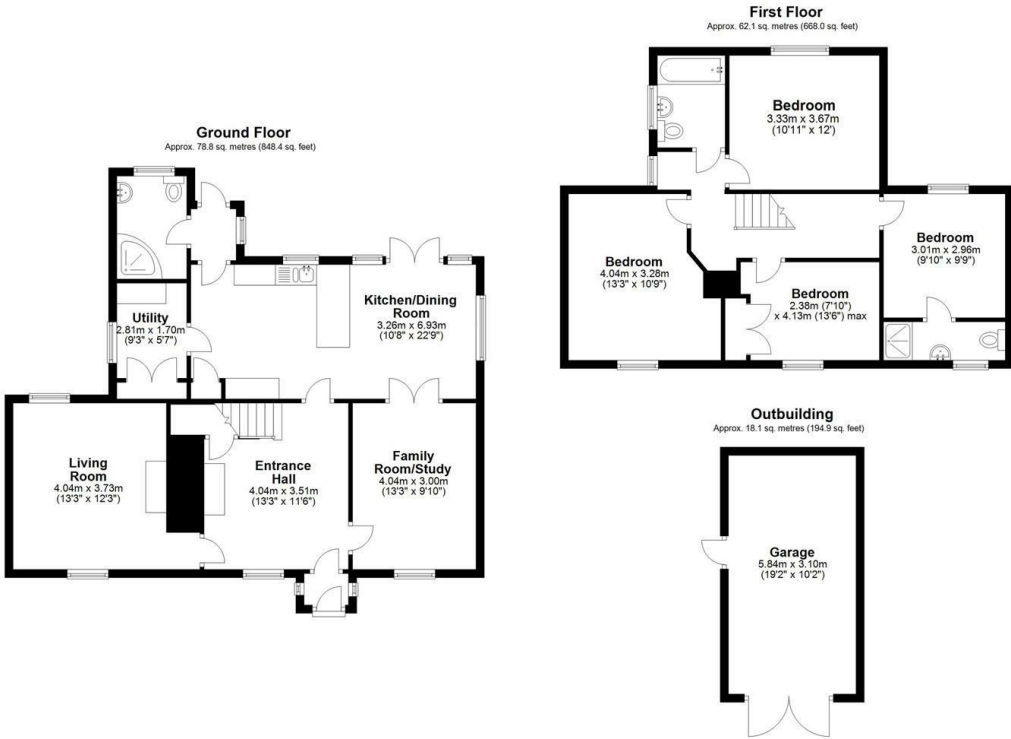 Ground Floor
Approx. 78.8 sq. metres (848.4 sq. feet)
Utility
2.81m x 1.70m
(9'3" x 5'7")
Kitchen/Dining
Room
3.26m x 6.93m
(10'8" x 22'9")
Living
Room
4.04m x 3.73m
(13'3" x 12'3")
Entrance
Hall
4.04m x 3.51m
(13'3" x 11'6")
Family
Room/Study
4.04m x 3.00m
(13'3" x 9'10")
First Floor
Approx. 62.1 sq. metres (668.0 sq. feet)
Bedroom
3.33m x 3.67m
(10'11" x 12')
Bedroom
4.04m x 3.28m
(13'3" x 10'9")
Bedroom
2.38m (7'10")
x 4.13m (13'6") max
Bedroom
3.01m x 2.96m
(9'10" x 9'9")
Outbuilding
Approx. 18.1 sq. metres (194.9 sq. feet)
Garage
5.84m x 3.10m
(19'2" x 10'2")